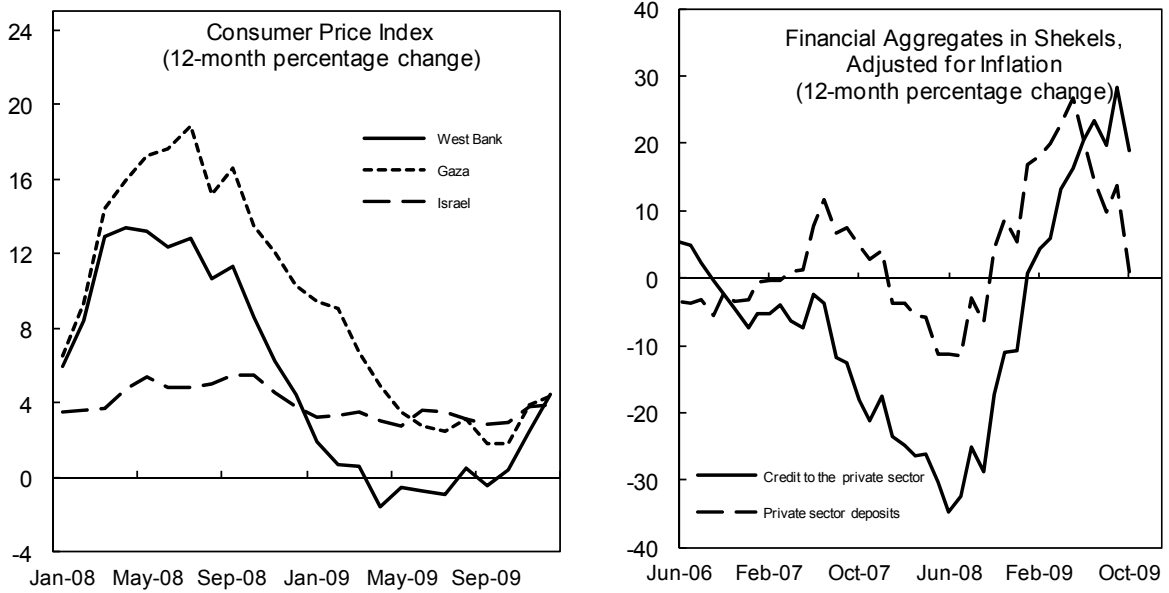 Consumer Price Index
(12-month percentage change)
24
20
16
12
8
4
0
-4
West Bank
Gaza
Israel
Jan-08 May-08 Sep-08 Jan-09 May-09 Sep-09
Financial Aggregates in Shekels,
Adjusted for Inflation
(12-month percentage change)
40
30
20
10
0
-10
-20
-30
-40
Credit to the private sector
Private sector deposits
Jun-06 Feb-07 Oct-07 Jun-08 Feb-09 Oct-09